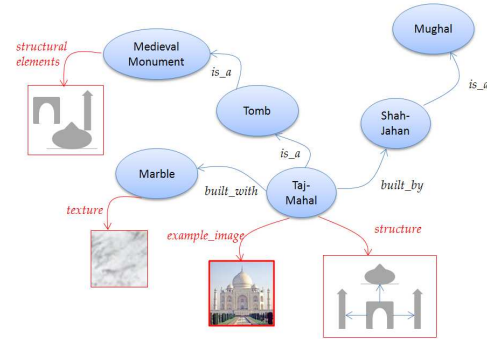 Mughal
structural
elements
Medieval
Monument
is_a
is_a
Tomb
Shah-
Jahan
is_a
Marble
built_with
Taj-
Mahal
built_by
texture
example_image
structure